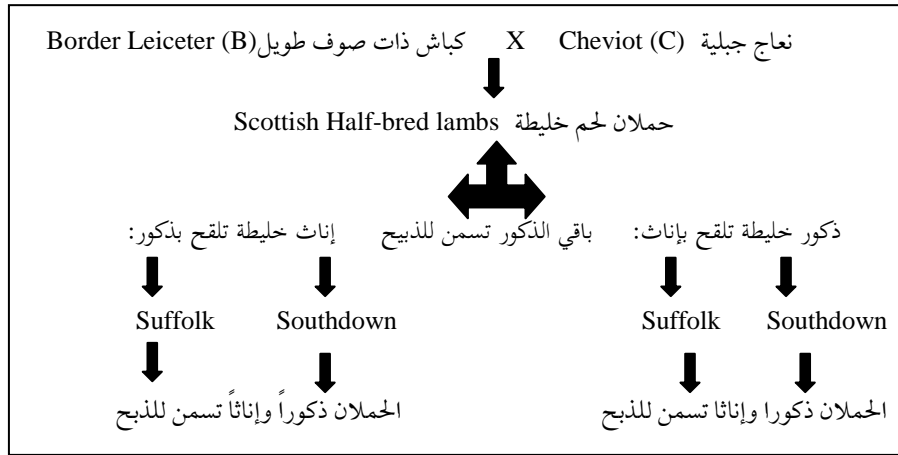 نعاج جبلية Cheviot (C) X كباش ذات صوف طويل Border Leiceter (B)
حملان لحم خليطة Scottish Half-bred lambs
ذكور خليطة تلقح بإناث: باقي الذكور تسمن للذبيح إناث خليطة تلقح بذكور:
Suffolk Southdown Suffolk Southdown
الحملان ذكوراً وإناثاً تسمن للذبح الحملان ذكورا وإناثا تسمن للذبح